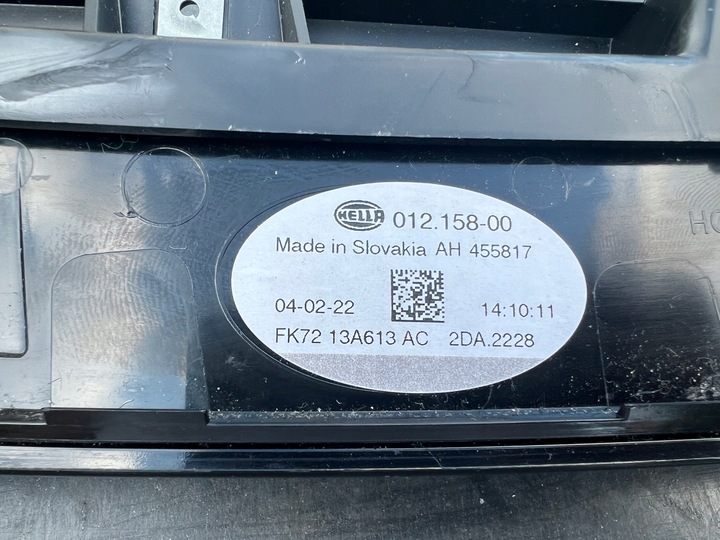 HELLA 012.158-00
Made in Slovakia AH 455817
04-02-22 14:10:11
FK72 13A613 AC 2DA.2228